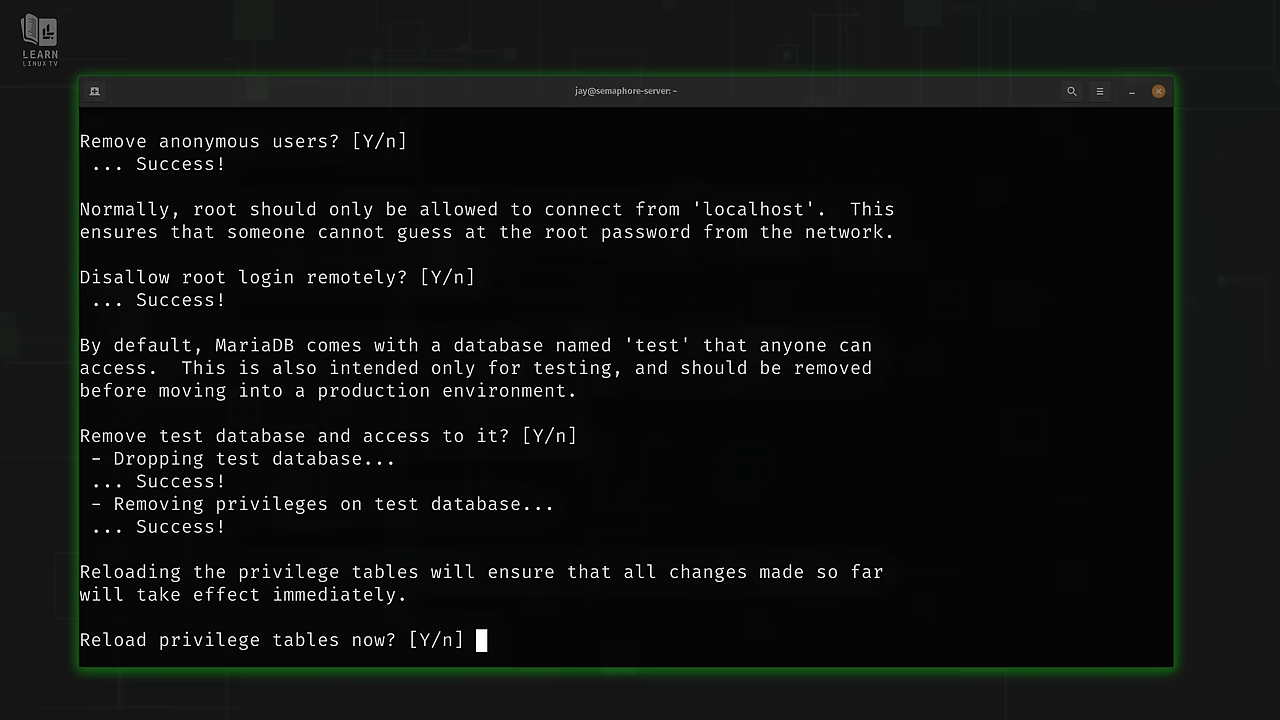 LEARN
LINUX TV
jay@semaphore-server:~
Remove anonymous users? [Y/n]
 ... Success!
Normally, root should only be allowed to connect from 'localhost'.  This
ensures that someone cannot guess at the root password from the network.
Disallow root login remotely? [Y/n]
 ... Success!
By default, MariaDB comes with a database named 'test' that anyone can
access.  This is also intended only for testing, and should be removed
before moving into a production environment.
Remove test database and access to it? [Y/n]
 - Dropping test database...
 ... Success!
 - Removing privileges on test database...
 ... Success!
Reloading the privilege tables will ensure that all changes made so far
will take effect immediately.
Reload privilege tables now? [Y/n]